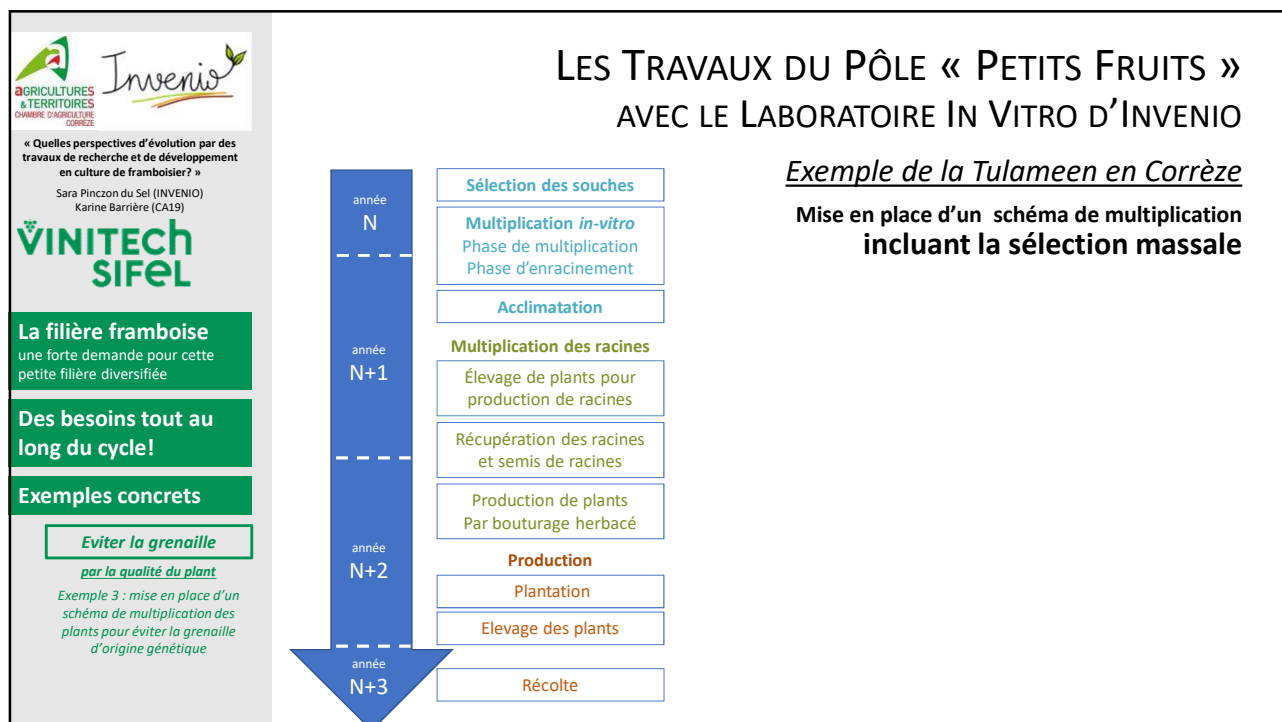 aGRICULTURES
& TERRITOIRES
CHAMBRE D'AGRICULTURE
CORRÈZE
Invenio
« Quelles perspectives d'évolution par des
travaux de recherche et de développement
en culture de framboisier? »
Sara Pinczon du Sel (INVENIO)
Karine Barrière (CA19)
VINITECH
SIFEL
La filière framboise
une forte demande pour cette
petite filière diversifiée
Des besoins tout au
long du cycle!
Exemples concrets
Eviter la grenaille
par la qualité du plant
Exemple 3 : mise en place d'un
schéma de multiplication des
plants pour éviter la grenaille
d'origine génétique
LES TRAVAUX DU PÔLE « PETITS FRUITS »
AVEC LE LABORATOIRE IN VITRO D'INVENIO
Exemple de la Tulameen en Corrèze
Mise en place d'un schéma de multiplication
incluant la sélection massale
année
N
année
N+1
année
N+2
année
N+3
Sélection des souches
Multiplication in-vitro
Phase de multiplication
Phase d'enracinement
Acclimatation
Multiplication des racines
Élevage de plants pour
production de racines
Récupération des racines
et semis de racines
Production de plants
Par bouturage herbacé
Production
Plantation
Elevage des plants
Récolte